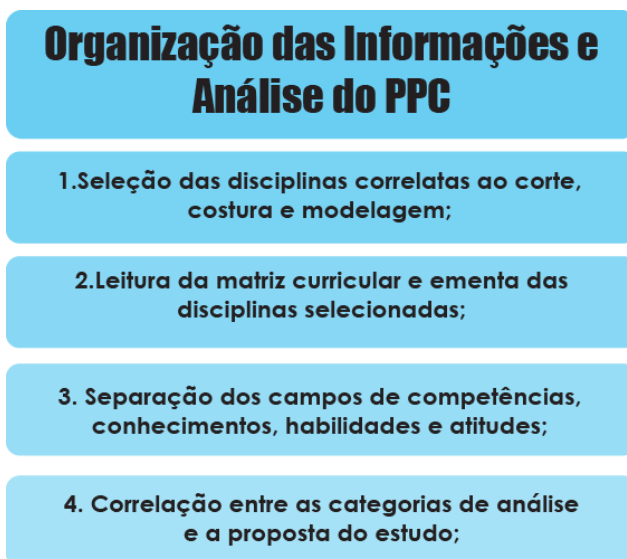 Organização das Informações e
Análise do PPC
1.Seleção das disciplinas correlatas ao corte,
costura e modelagem;
2.Leitura da matriz curricular e ementa das
disciplinas selecionadas;
3. Separação dos campos de competências,
conhecimentos, habilidades e atitudes;
4. Correlação entre as categorias de análise
e a proposta do estudo;